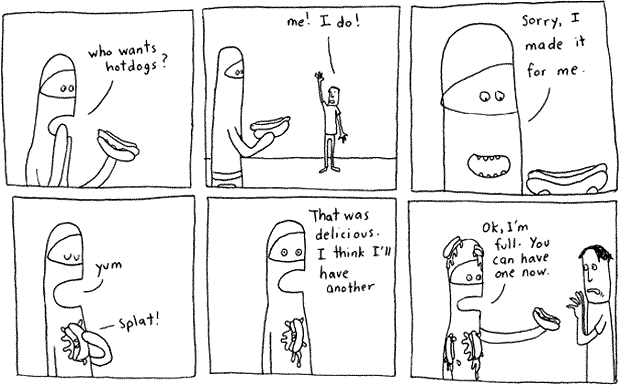 who wants
hotdogs?
me! I do!
Sorry, I
made it
for me.
yum
splat!
That was
delicious.
I think I'll
have
another
Ok, I'm
full. You
can have
one now.